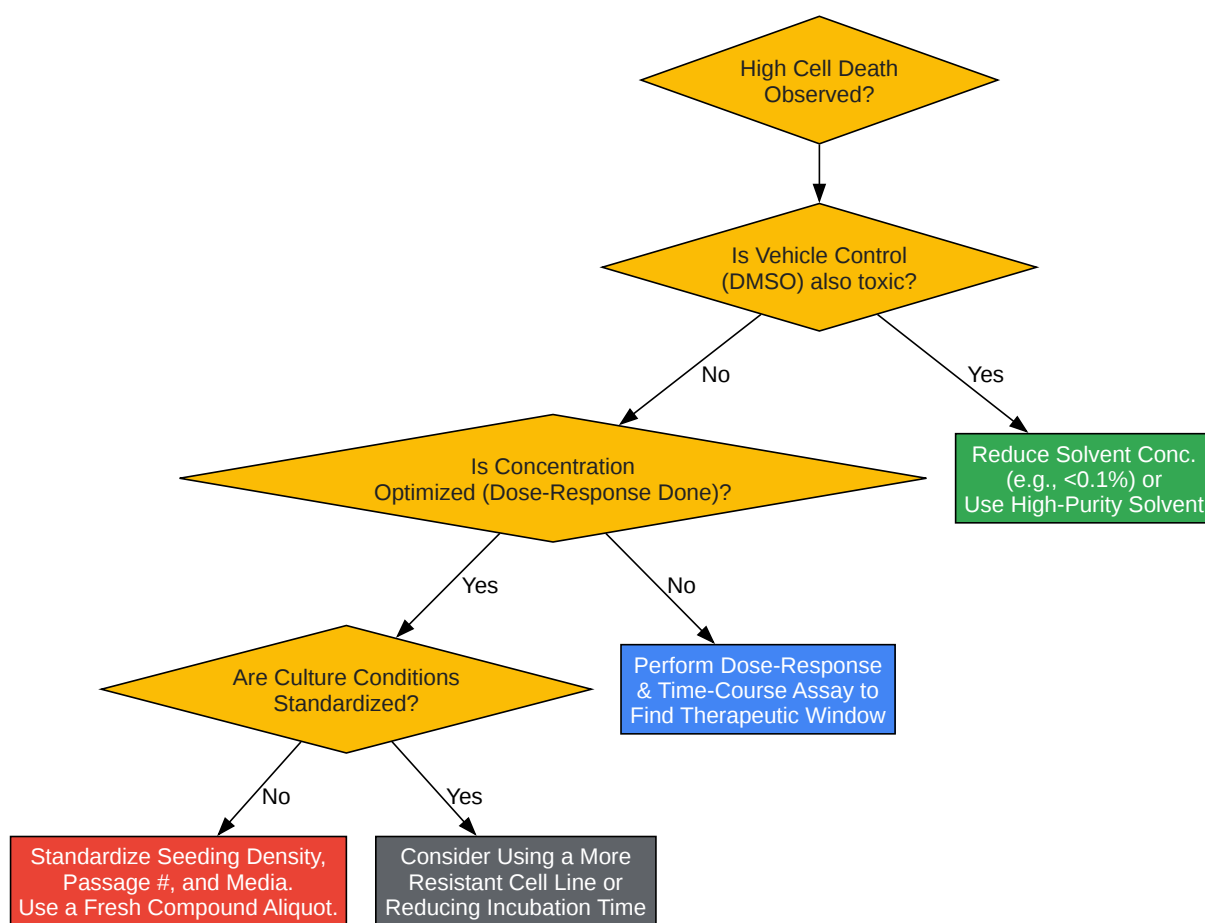 High Cell Death
Observed?
Is Vehicle Control
(DMSO) also toxic?
No
Yes
Is Concentration
Optimized (Dose-Response Done)?
Reduce Solvent Conc.
(e.g., <0.1%) or
Use High-Purity Solvent
Yes
No
Are Culture Conditions
Standardized?
Perform Dose-Response
& Time-Course Assay to
Find Therapeutic Window
No
Yes
Standardize Seeding Density,
Passage #, and Media.
Use a Fresh Compound Aliquot.
Consider Using a More
Resistant Cell Line or
Reducing Incubation Time